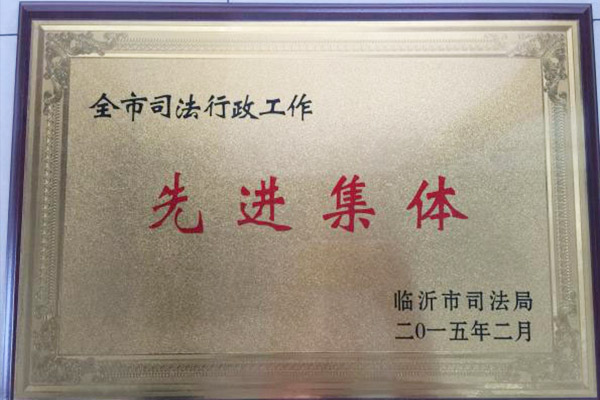 全市司法行政工作
先进集体
临沂市司法局
二〇一五年二月